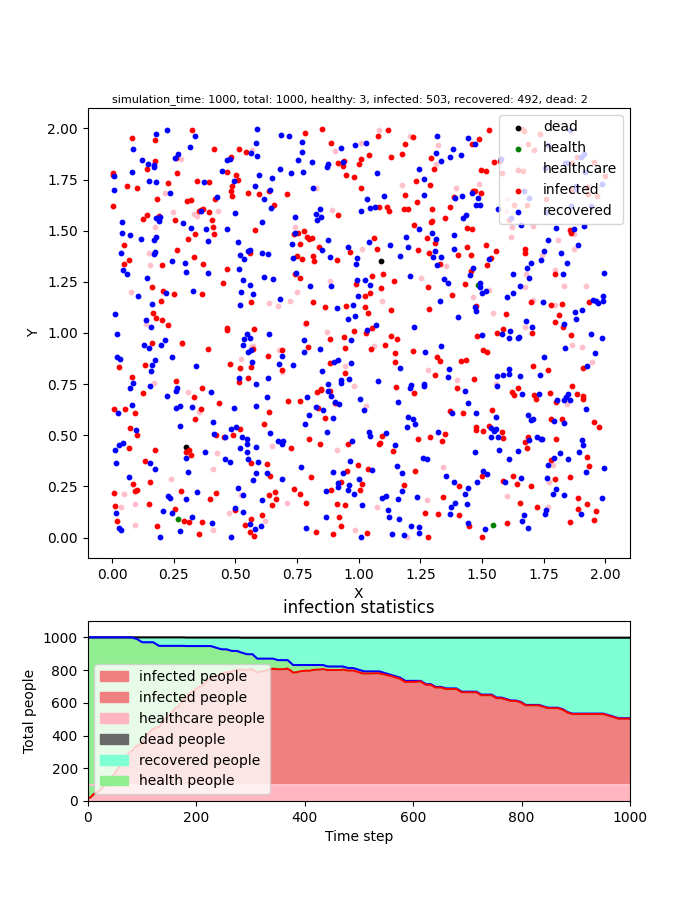 simulation_time: 1000, total: 1000, healthy: 3, infected: 503, recovered: 492, dead: 2
2.00
1.75
1.50
1.25
1.00
0.75
0.50
0.25
0.00
Y
dead
health
healthcare
infected
recovered
0.00 0.25 0.50 0.75 1.00 1.25 1.50 1.75 2.00
X
infection statistics
1000
800
600
400
200
0
Total people
infected people
infected people
healthcare people
dead people
recovered people
health people
0 200 400 600 800 1000
Time step